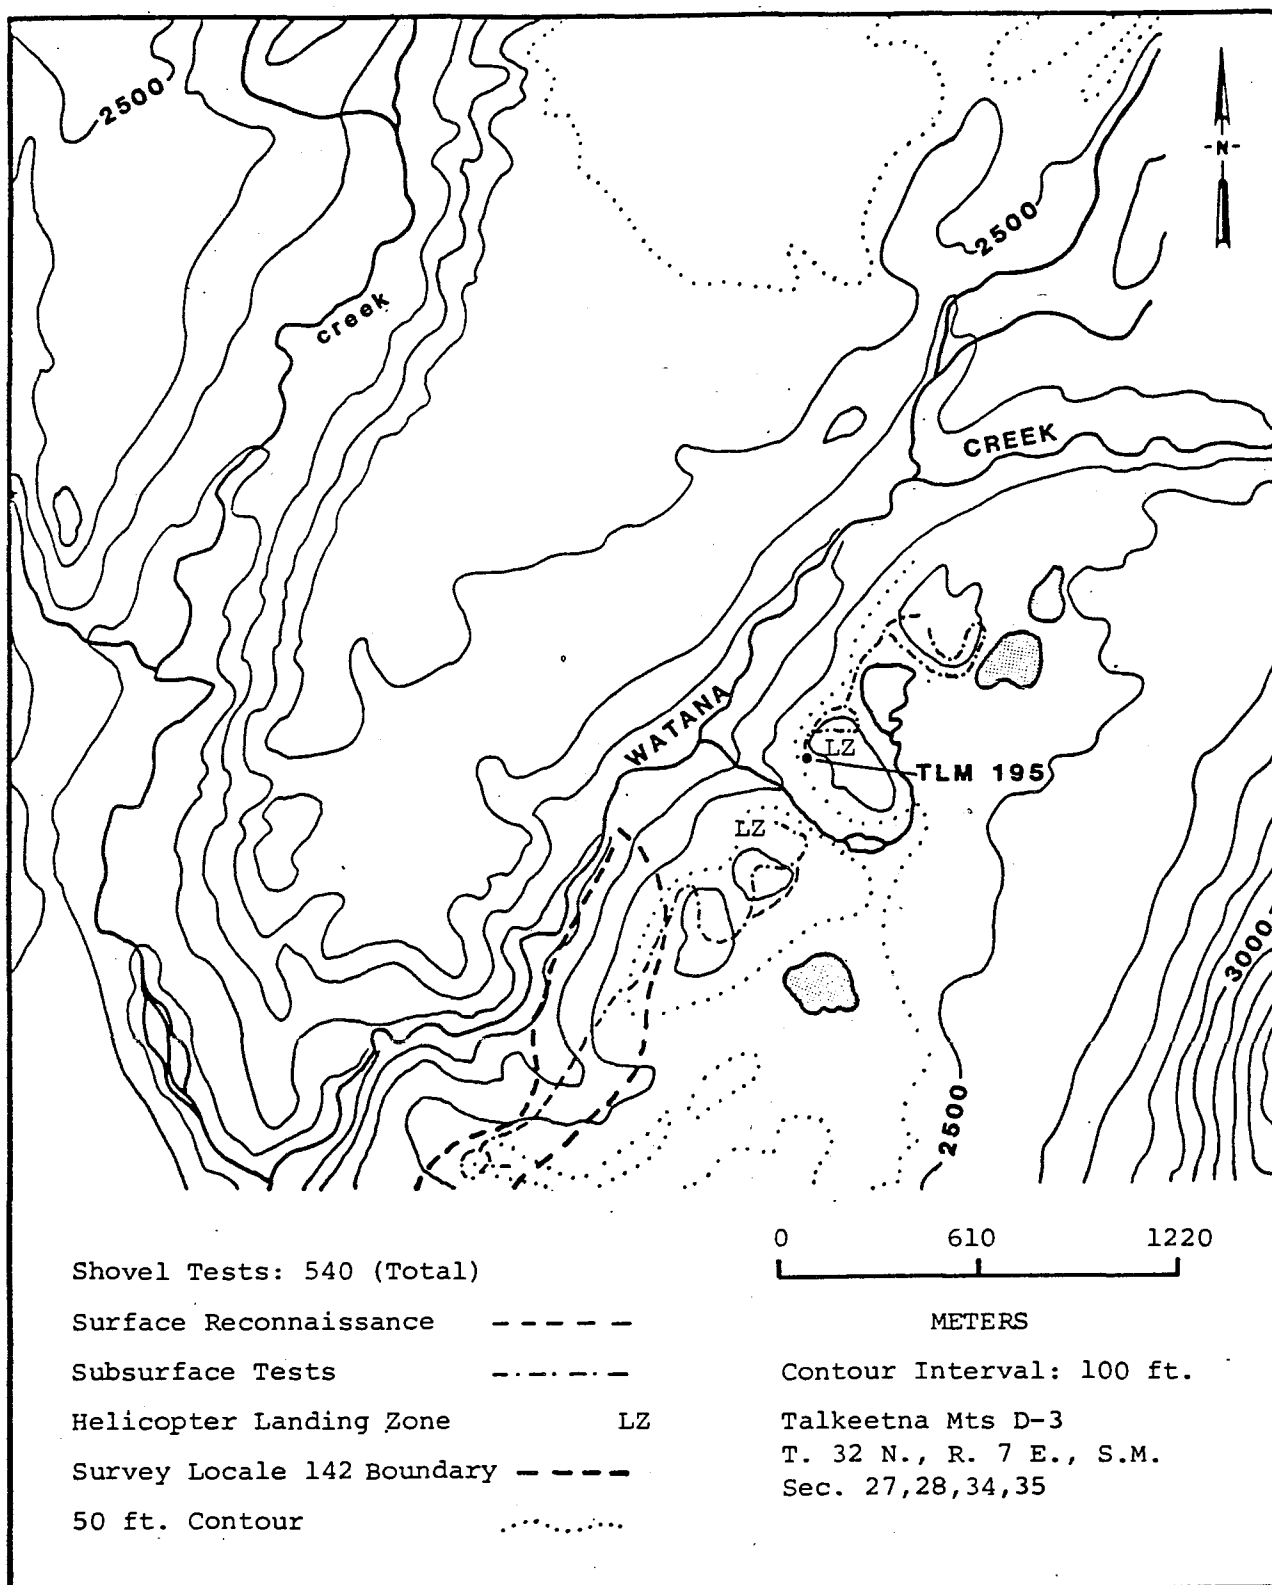 2500
-N-
2500
creek
CREEK
WATANA
LZ
TLM 195
LZ
3000
2500
0 610 1220
METERS
Shovel Tests: 540 (Total)
Surface Reconnaissance
Subsurface Tests
Helicopter Landing Zone LZ
Survey Locale 142 Boundary
50 ft. Contour
Contour Interval: 100 ft.
Talkeetna Mts D-3
T. 32 N., R. 7 E., S.M.
Sec. 27,28,34,35